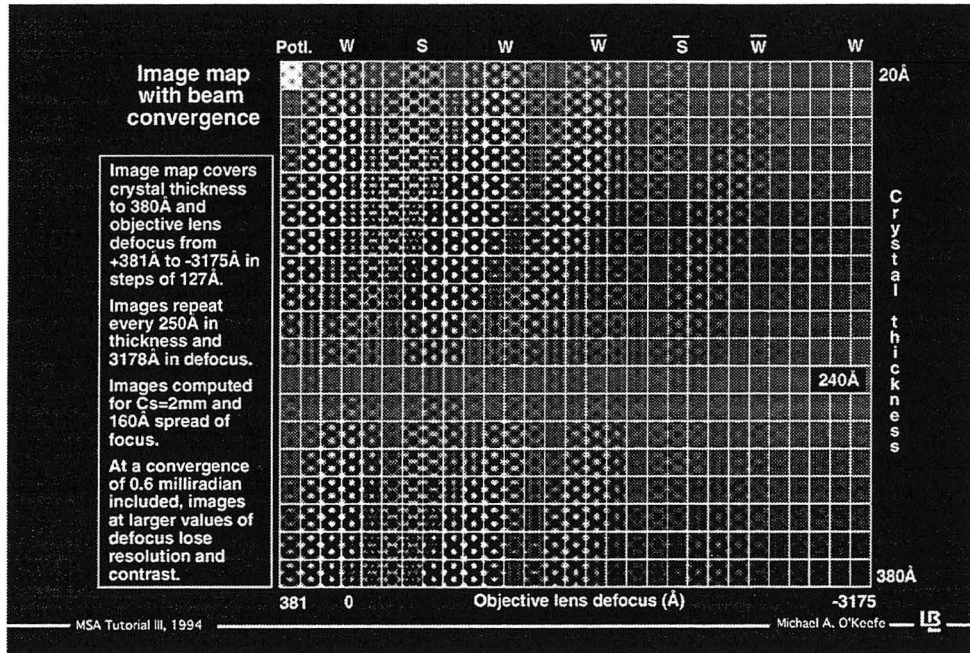 Potl. W S W W̅ S̅ W̅ W
Image map
with beam
convergence
20Å
Image map covers
crystal thickness
to 380Å and
objective lens
defocus from
+381Å to -3175Å in
steps of 127Å.
Images repeat
every 250Å in
thickness and
3178Å in defocus.
Images computed
for Cs=2mm and
160Å spread of
focus.
At a convergence
of 0.6 milliradian
included, images
at larger values of
defocus lose
resolution and
contrast.
Crystal thickness
240Å
380Å
381 0 Objective lens defocus (Å) -3175
MSA Tutorial III, 1994
Michael A. O'Keefe